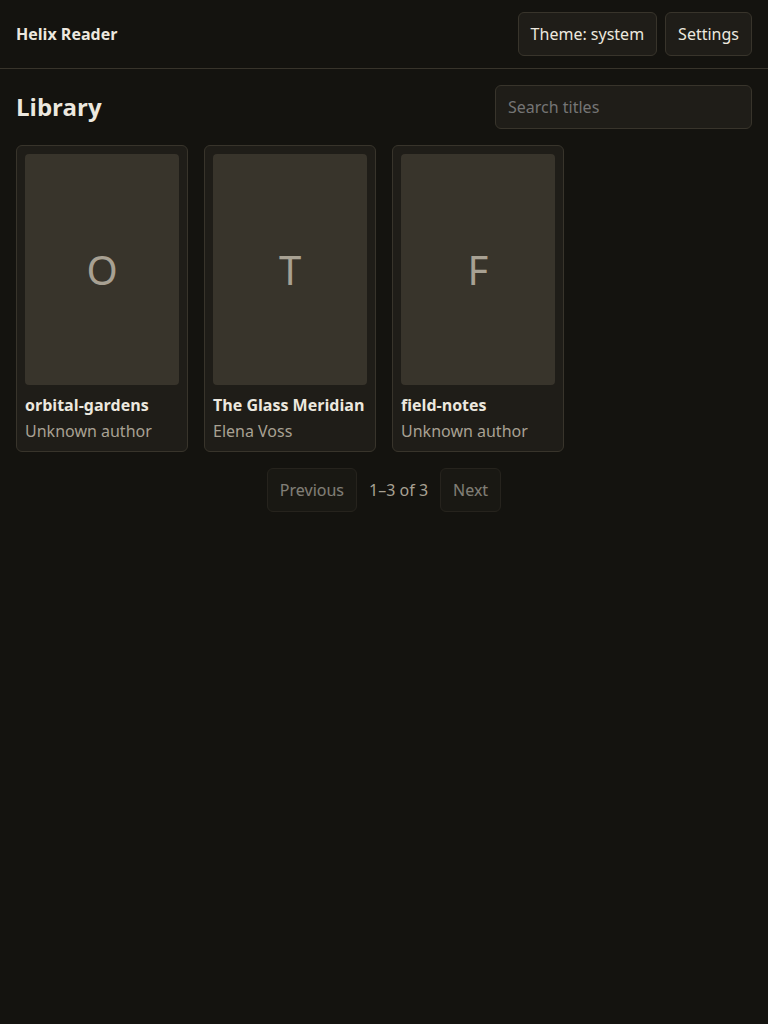 Helix Reader
Theme: system
Settings
Library
Search titles
O
T
F
orbital-gardens
Unknown author
The Glass Meridian
Elena Voss
field-notes
Unknown author
Previous
1–3 of 3
Next